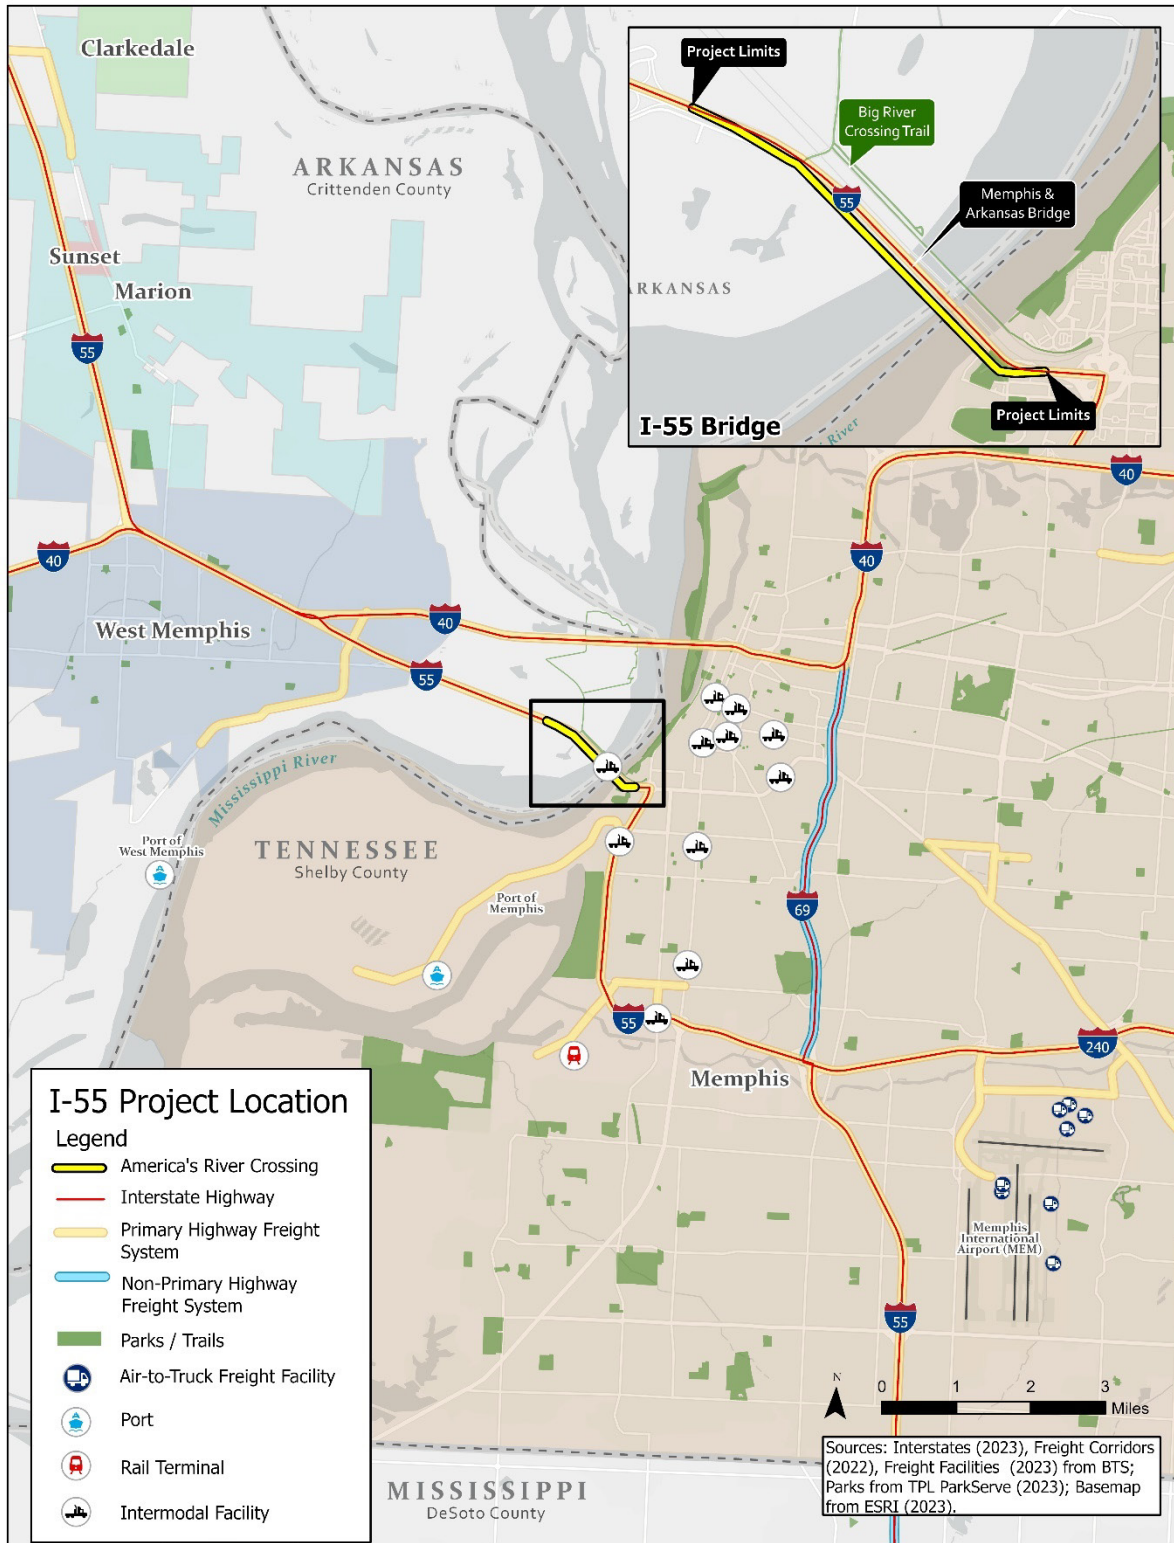 Clarkedale
ARKANSAS
Crittenden County
Sunset
Marion
55
Project Limits
Big River
Crossing Trail
55
Memphis &
Arkansas Bridge
ARKANSAS
Project Limits
I-55 Bridge
River
40
40
40
West Memphis
40
55
Mississippi River
Port of
West Memphis
TENNESSEE
Shelby County
Port of
Memphis
69
55
240
Memphis
Memphis
International
Airport (MEM)
55
I-55 Project Location
Legend
America's River Crossing
Interstate Highway
Primary Highway Freight
System
Non-Primary Highway
Freight System
Parks / Trails
Air-to-Truck Freight Facility
Port
Rail Terminal
Intermodal Facility
N
0 1 2 3
Miles
Sources: Interstates (2023), Freight Corridors
(2022), Freight Facilities (2023) from BTS;
Parks from TPL ParkServe (2023); Basemap
from ESRI (2023).
MISSISSIPPI
DeSoto County